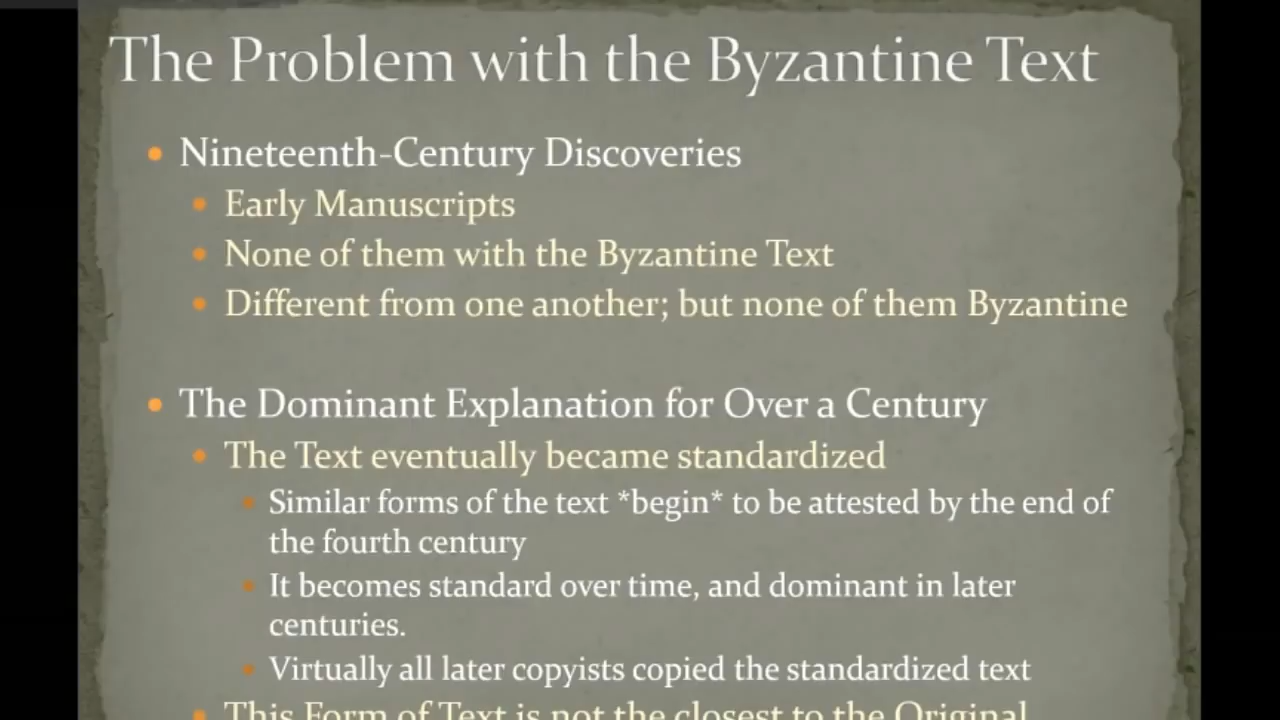 The Problem with the Byzantine Text
• Nineteenth-Century Discoveries
• Early Manuscripts
• None of them with the Byzantine Text
• Different from one another; but none of them Byzantine
• The Dominant Explanation for Over a Century
• The Text eventually became standardized
• Similar forms of the text *begin* to be attested by the end of
the fourth century
• It becomes standard over time, and dominant in later
centuries.
• Virtually all later copyists copied the standardized text
• This Form of Text is not the closest to the Original